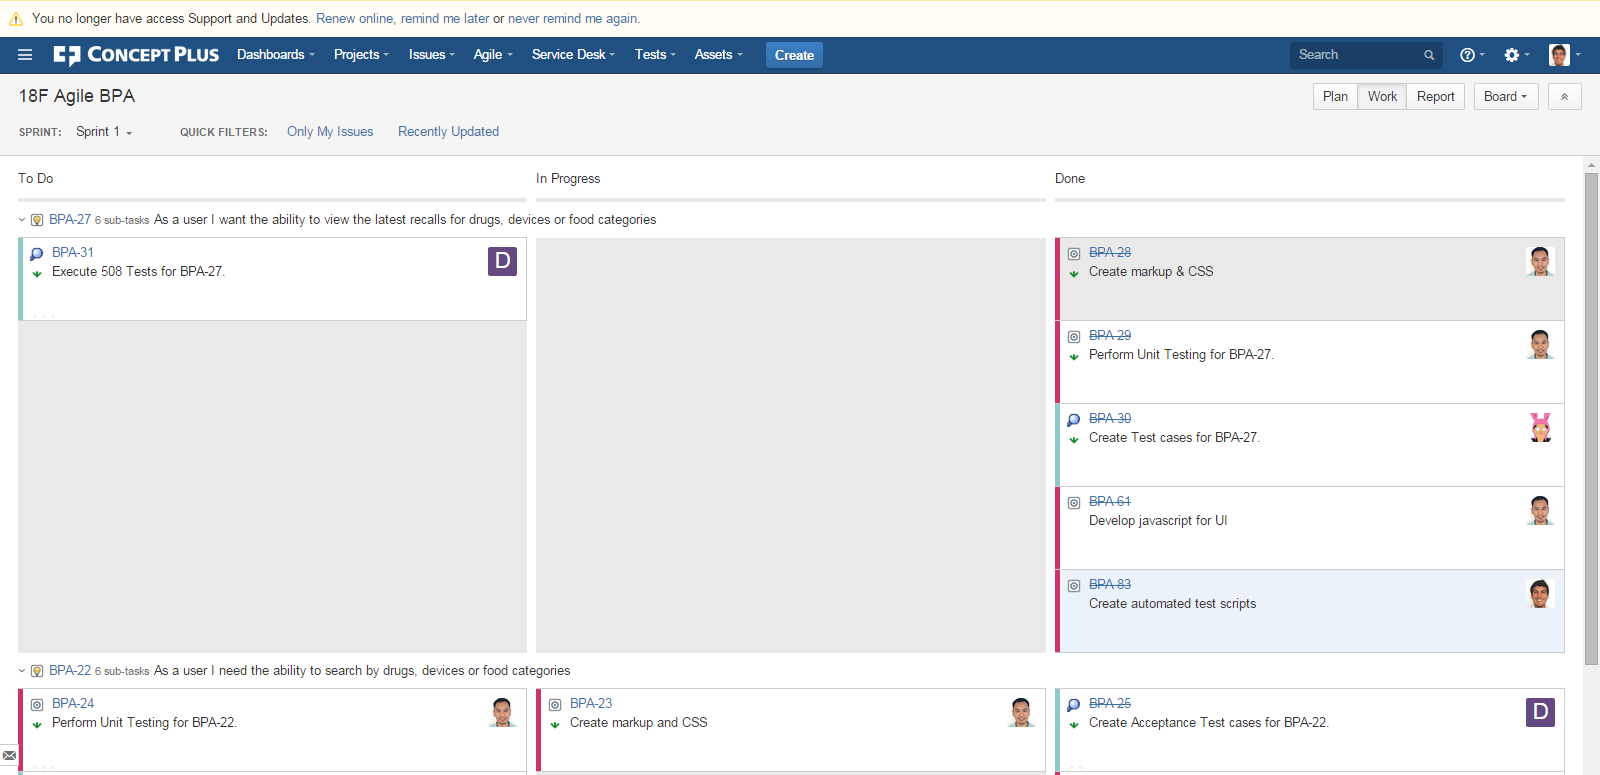 You no longer have access Support and Updates. Renew online, remind me later or never remind me again.
CONCEPT PLUS Dashboards Projects Issues Agile Service Desk Tests Assets Create Search
18F Agile BPA
Plan Work Report Board
SPRINT: Sprint 1 QUICK FILTERS: Only My Issues Recently Updated
To Do In Progress Done
BPA-27 6 sub-tasks As a user I want the ability to view the latest recalls for drugs, devices or food categories
BPA-31
Execute 508 Tests for BPA-27.
D
BPA-28
Create markup & CSS
BPA-29
Perform Unit Testing for BPA-27.
BPA-30
Create Test cases for BPA-27.
BPA-61
Develop javascript for UI
BPA-83
Create automated test scripts
BPA-22 6 sub-tasks As a user I need the ability to search by drugs, devices or food categories
BPA-24
Perform Unit Testing for BPA-22.
BPA-23
Create markup and CSS
BPA-25
Create Acceptance Test cases for BPA-22.
D